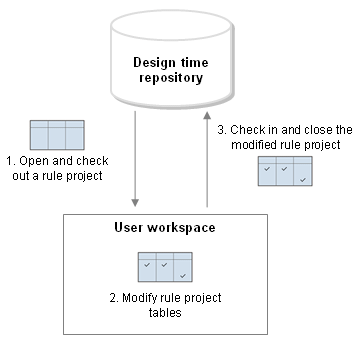 Design time
repository
1. Open and check
out a rule project
3. Check in and close the
modified rule project
User workspace
2. Modify rule project
tables